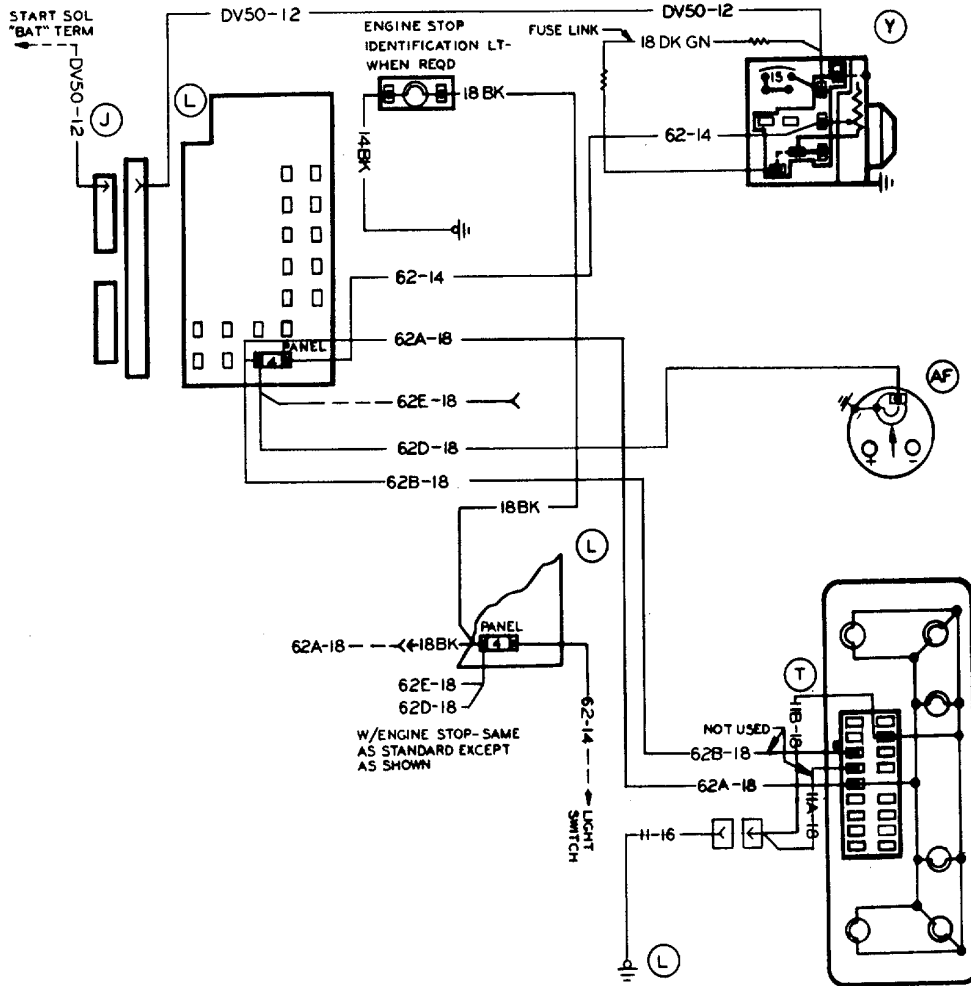 START SOL
"BAT" TERM
DV50-12
DV50-12
DV50-12
J
L
ENGINE STOP
IDENTIFICATION LT-
WHEN REQD
18 BK
14BK
FUSE LINK
18 DK GN
Y
15
62-14
62-14
62A-18
PANEL
4
62E-18
62D-18
62B-18
AF
+
-
18BK
L
PANEL
4
62A-18
18BK
62E-18
62D-18
W/ENGINE STOP-SAME
AS STANDARD EXCEPT
AS SHOWN
62-14
LIGHT
SWITCH
T
11B-18
NOT USED
62B-18
62A-18
11A-18
11-16
L